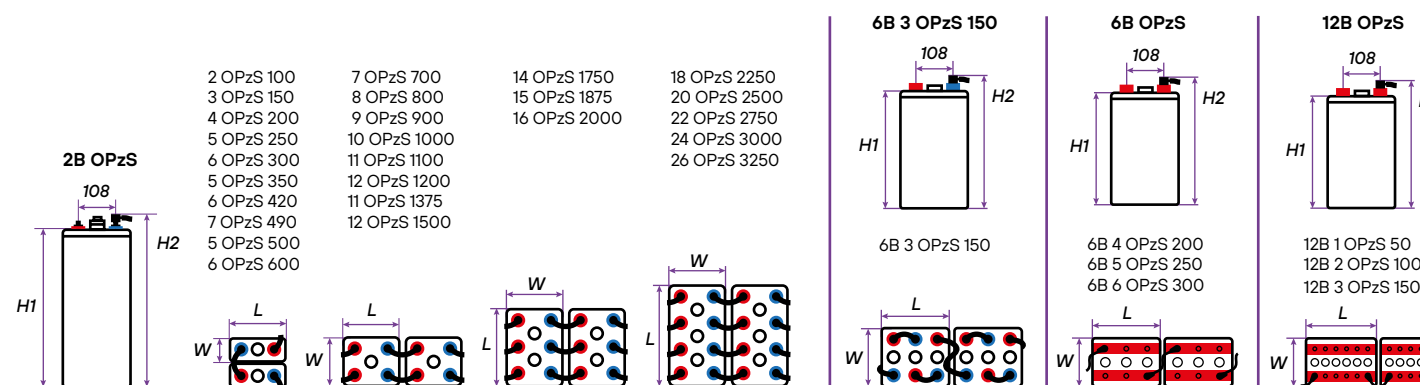 2B OPzS
108
H1
H2
2 OPzS 100
3 OPzS 150
4 OPzS 200
5 OPzS 250
6 OPzS 300
5 OPzS 350
6 OPzS 420
7 OPzS 490
5 OPzS 500
6 OPzS 600
L
W
7 OPzS 700
8 OPzS 800
9 OPzS 900
10 OPzS 1000
11 OPzS 1100
12 OPzS 1200
11 OPzS 1375
12 OPzS 1500
L
W
14 OPzS 1750
15 OPzS 1875
16 OPzS 2000
W
L
18 OPzS 2250
20 OPzS 2500
22 OPzS 2750
24 OPzS 3000
26 OPzS 3250
W
L
6B 3 OPzS 150
108
H1
H2
6B 3 OPzS 150
L
W
6B OPzS
108
H1
H2
6B 4 OPzS 200
6B 5 OPzS 250
6B 6 OPzS 300
L
W
12B OPzS
108
H1
12B 1 OPzS 50
12B 2 OPzS 100
12B 3 OPzS 150
L
W